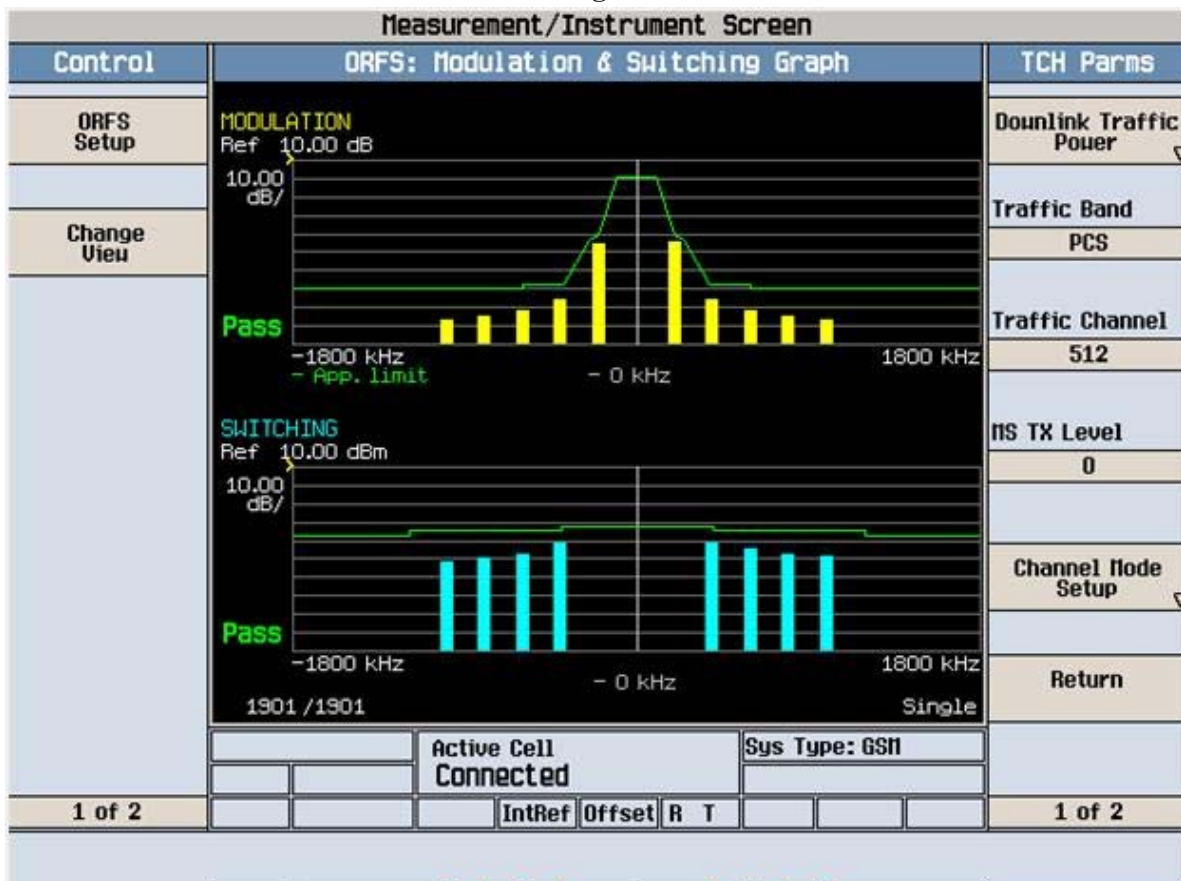 Measurement/Instrument Screen
Control
ORFS: Modulation & Switching Graph
TCH Parms
ORFS
Setup
Change
View
1 of 2
MODULATION
Ref 10.00 dB
10.00
dB/
Pass
-1800 kHz
1800 kHz
- App. limit
- 0 kHz
SWITCHING
Ref 10.00 dBm
10.00
dB/
Pass
-1800 kHz
1800 kHz
- 0 kHz
1901/1901
Single
Active Cell
Connected
Sys Type: GSM
IntRef
Offset
R T
Downlink Traffic
Power
Traffic Band
PCS
Traffic Channel
512
MS TX Level
0
Channel Mode
Setup
Return
1 of 2